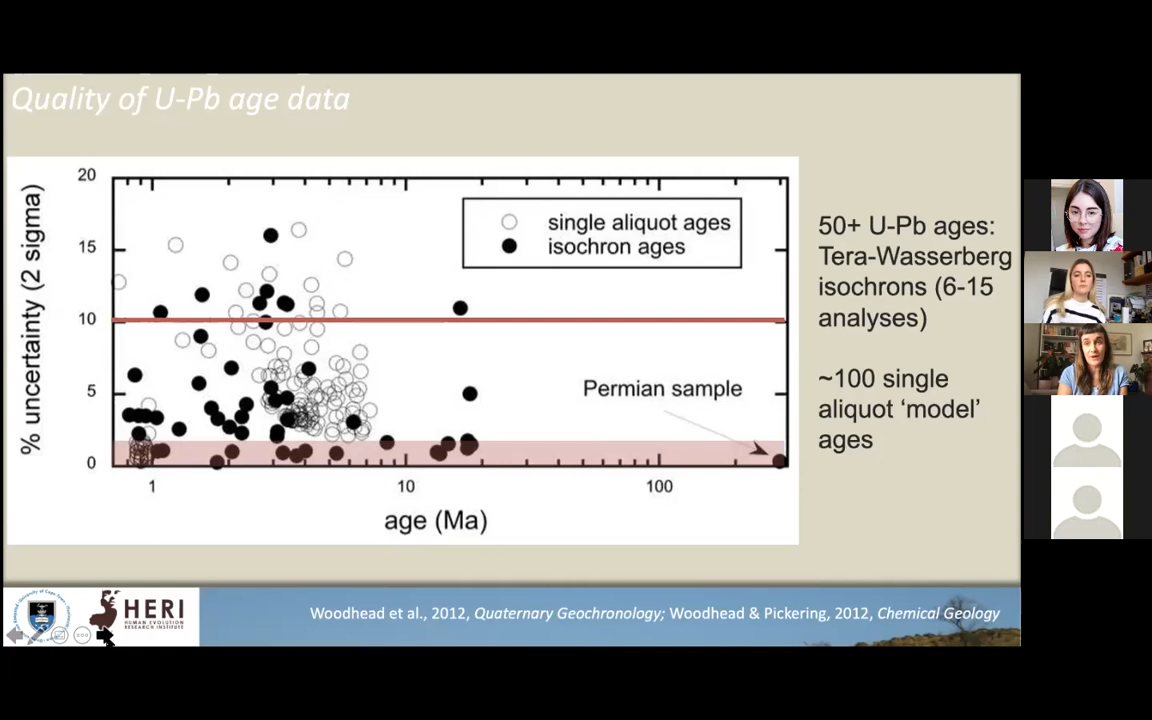 Quality of U-Pb age data
% uncertainty (2 sigma)
20
15
10
5
0
single aliquot ages
isochron ages
Permian sample
1
10
100
age (Ma)
50+ U-Pb ages:
Tera-Wasserberg
isochrons (6-15
analyses)
~100 single
aliquot ‘model’
ages
HERI
HUMAN EVOLUTION
RESEARCH INSTITUTE
Woodhead et al., 2012, Quaternary Geochronology; Woodhead & Pickering, 2012, Chemical Geology